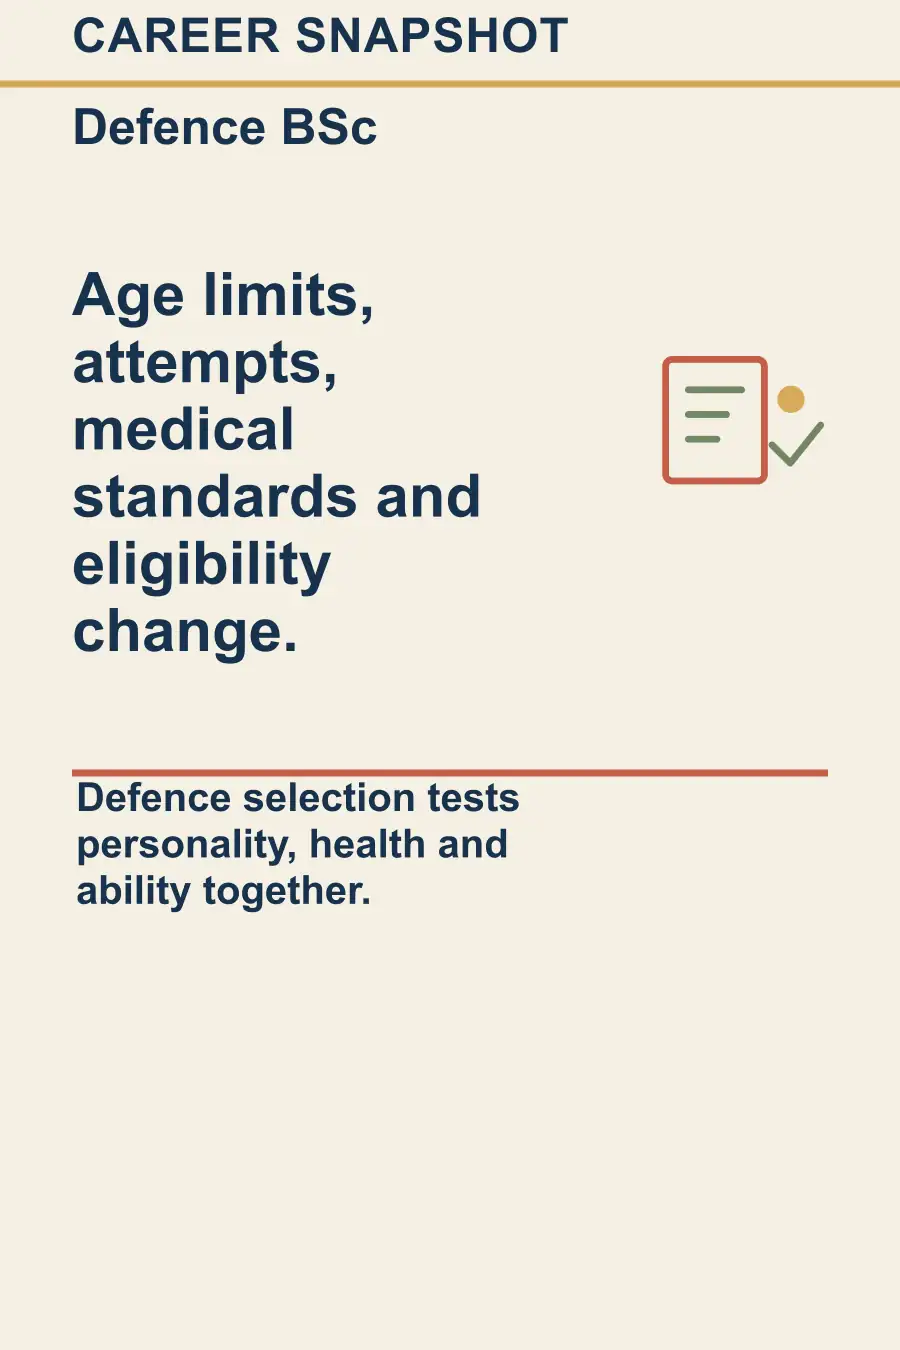 CAREER SNAPSHOT
Defence BSc
Age limits,
attempts,
medical
standards and
eligibility
change.
Defence selection tests
personality, health and
ability together.